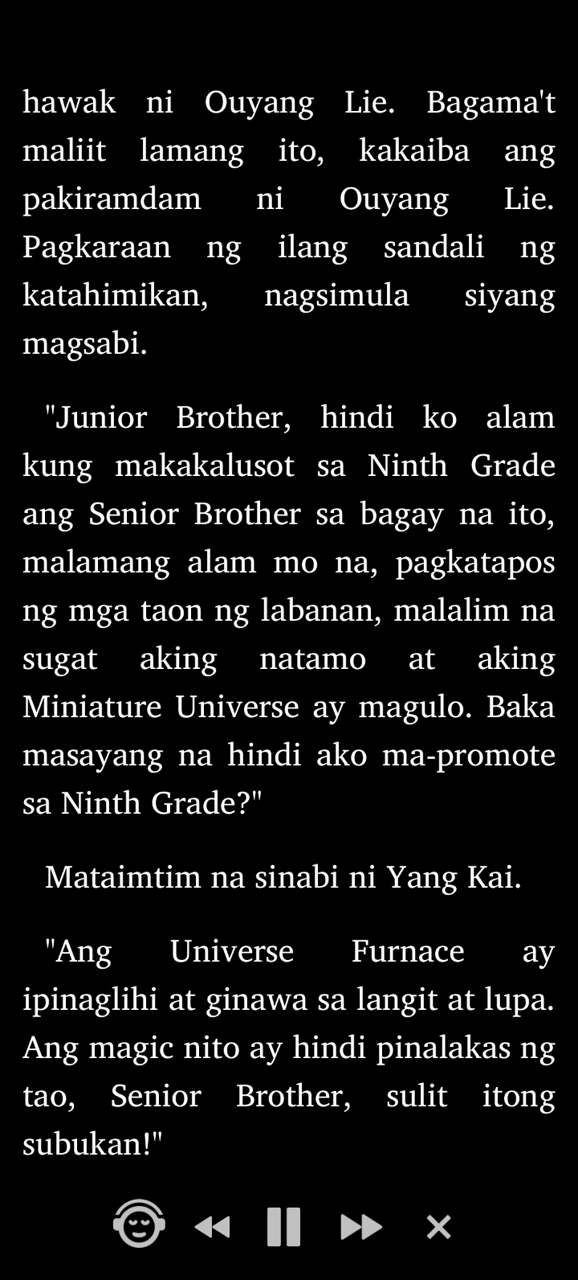 hawak ni Ouyang Lie. Bagama't
maliit lamang ito, kakaiba ang
pakiramdam ni Ouyang Lie.
Pagkaraan ng ilang sandali ng
katahimikan, nagsimula siyang
magsabi.
"Junior Brother, hindi ko alam
kung makakalusot sa Ninth Grade
ang Senior Brother sa bagay na ito,
malamang alam mo na, pagkatapos
ng mga taon ng labanan, malalim na
sugat aking natamo at aking
Miniature Universe ay magulo. Baka
masayang na hindi ako ma-promote
sa Ninth Grade?"
Mataimtim na sinabi ni Yang Kai.
"Ang Universe Furnace ay
ipinaglihi at ginawa sa langit at lupa.
Ang magic nito ay hindi pinalakas ng
tao, Senior Brother, sulit itong
subukan!"